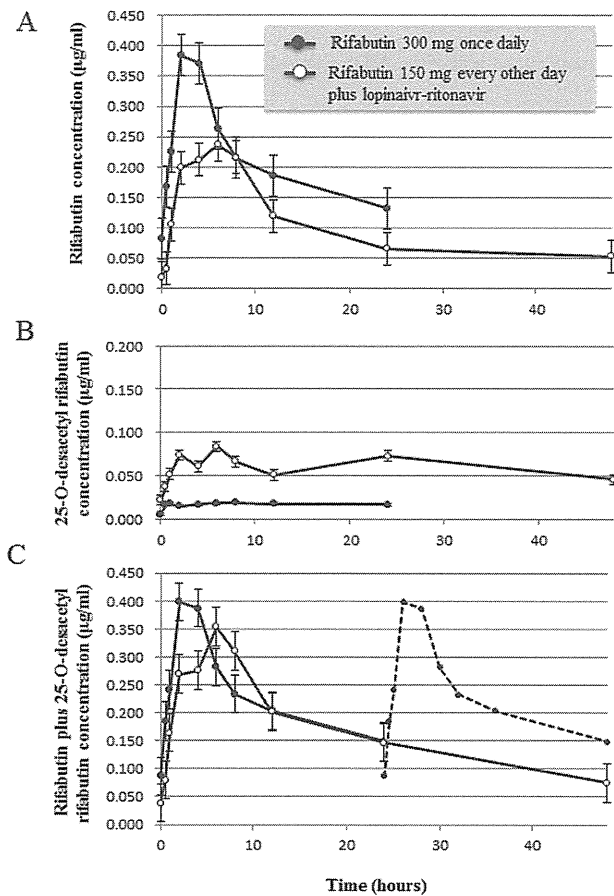 A
Rifabutin concentration (µg/ml)
0.450
0.400
0.350
0.300
0.250
0.200
0.150
0.100
0.050
0.000
Rifabutin 300 mg once daily
Rifabutin 150 mg every other day
plus lopinaivr-ritonavir
0 10 20 30 40
B
25-O-desacetyl rifabutin
concentration (µg/ml)
0.200
0.150
0.100
0.050
0.000
0 10 20 30 40
C
Rifabutin plus 25-O-desacetyl
rifabutin concentration (µg/ml)
0.450
0.400
0.350
0.300
0.250
0.200
0.150
0.100
0.050
0.000
0 10 20 30 40
Time (hours)